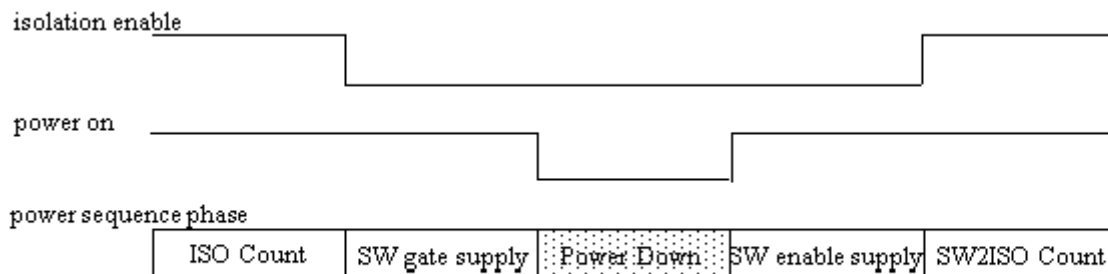 isolation enable
power on
power sequence phase
ISO Count
SW gate supply
Power Down
SW enable supply
SW2ISO Count